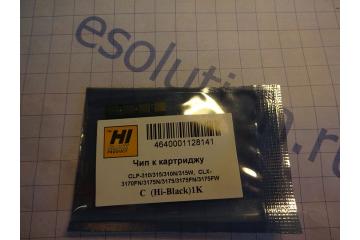 esolution.ru
HI
PRODUCT
4640001128141
Чип к картриджу
CLP-310/315/310N/315W, CLX-
3170FN/3175N/3175/3175FN/3175FW
C (Hi-Black)1K